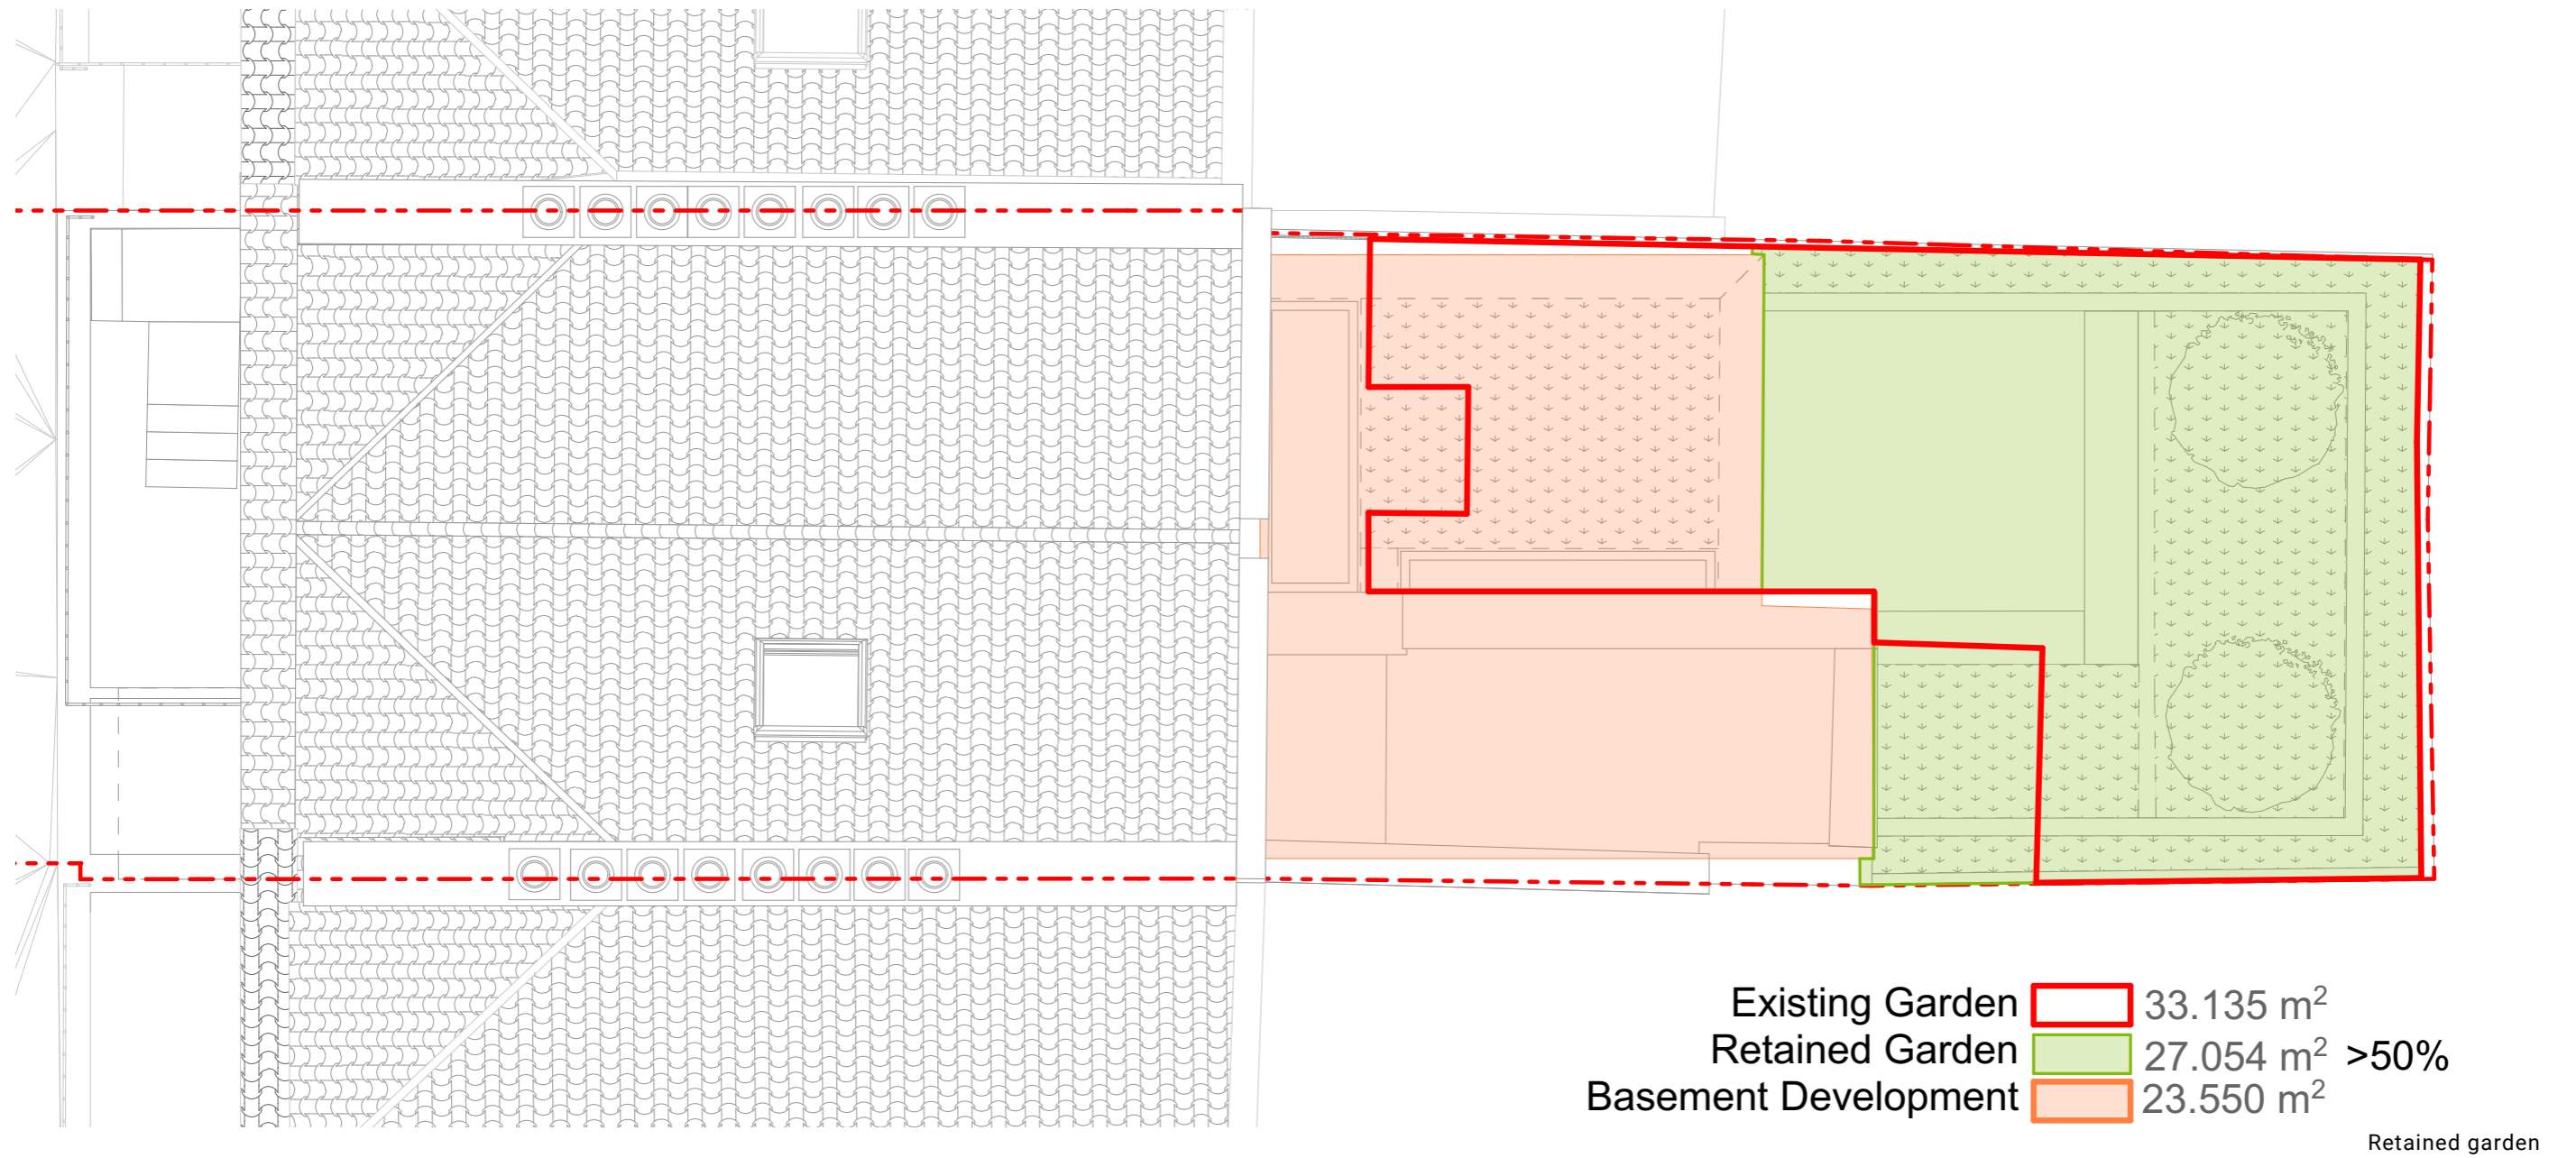 Existing Garden 33.135 m²
Retained Garden 27.054 m² >50%
Basement Development 23.550 m²
Retained garden